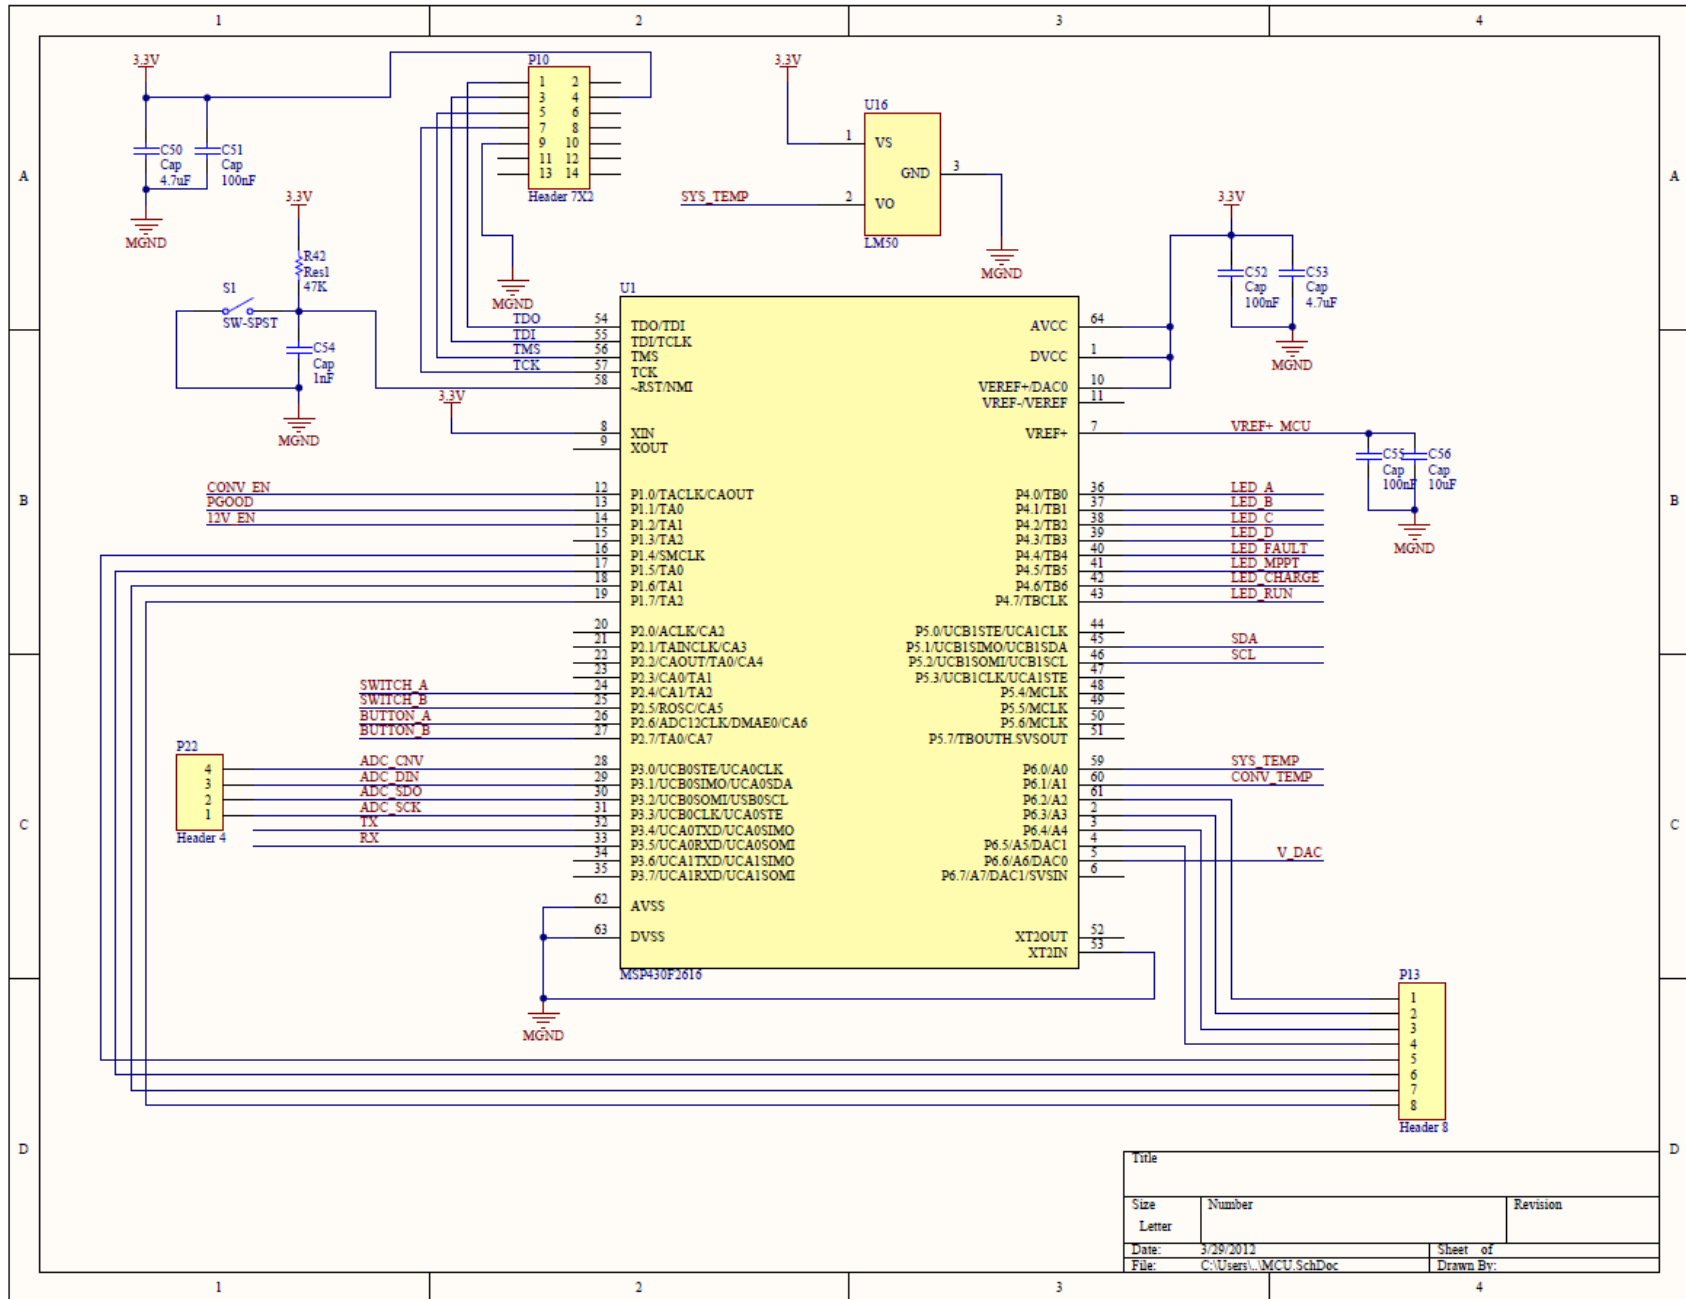 1 2 3 4
A A
B B
C C
D D
1 2 3 4
3.3V
C50
Cap
4.7uF
C51
Cap
100nF
MGND
P10
1 2
3 4
5 6
7 8
9 10
11 12
13 14
Header 7X2
MGND
3.3V
U16
1 VS
GND 3
SYS_TEMP 2 VO
LM50
MGND
3.3V
R42
Res1
47K
S1
SW-SPST
C54
Cap
1nF
MGND
3.3V
C52
Cap
100nF
C53
Cap
4.7uF
MGND
U1
TDO 54 TDO/TDI
TDI 55 TDI/TCLK
TMS 56 TMS
TCK 57 TCK
58 ~RST/NMI
3.3V
8 XIN
9 XOUT
CONV_EN 12 P1.0/TACLK/CAOUT
PGOOD 13 P1.1/TA0
12V_EN 14 P1.2/TA1
15 P1.3/TA2
16 P1.4/SMCLK
17 P1.5/TA0
18 P1.6/TA1
19 P1.7/TA2
20 P2.0/ACLK/CA2
21 P2.1/TAINCLK/CA3
22 P2.2/CAOUT/TA0/CA4
23 P2.3/CA0/TA1
SWITCH_A 24 P2.4/CA1/TA2
SWITCH_B 25 P2.5/ROSC/CA5
BUTTON_A 26 P2.6/ADC12CLK/DMAE0/CA6
BUTTON_B 27 P2.7/TA0/CA7
ADC_CNV 28 P3.0/UCB0STE/UCA0CLK
ADC_DIN 29 P3.1/UCB0SIMO/UCA0SDA
ADC_SDO 30 P3.2/UCB0SOMI/USB0SCL
ADC_SCK 31 P3.3/UCB0CLK/UCA0STE
TX 32 P3.4/UCA0TXD/UCA0SIMO
RX 33 P3.5/UCA0RXD/UCA0SOMI
34 P3.6/UCA1TXD/UCA1SIMO
35 P3.7/UCA1RXD/UCA1SOMI
62 AVSS
63 DVSS
MSP430F2616
MGND
AVCC 64
DVCC 1
VEREF+/DAC0 10
VREF-/VEREF 11
VREF+ 7 VREF+_MCU
C55
Cap
100nF
C56
Cap
10uF
MGND
P4.0/TB0 36 LED_A
P4.1/TB1 37 LED_B
P4.2/TB2 38 LED_C
P4.3/TB3 39 LED_D
P4.4/TB4 40 LED_FAULT
P4.5/TB5 41 LED_MPPT
P4.6/TB6 42 LED_CHARGE
P4.7/TBCLK 43 LED_RUN
P5.0/UCB1STE/UCA1CLK 44
P5.1/UCB1SIMO/UCB1SDA 45 SDA
P5.2/UCB1SOMI/UCB1SCL 46 SCL
P5.3/UCB1CLK/UCA1STE 47
P5.4/MCLK 48
P5.5/MCLK 49
P5.6/MCLK 50
P5.7/TBOUTH.SVSOUT 51
P6.0/A0 59 SYS_TEMP
P6.1/A1 60 CONV_TEMP
P6.2/A2 61
P6.3/A3 2
P6.4/A4 3
P6.5/A5/DAC1 4
P6.6/A6/DAC0 5 V_DAC
P6.7/A7/DAC1/SVSIN 6
XT2OUT 52
XT2IN 53
P22
4
3
2
1
Header 4
P13
1
2
3
4
5
6
7
8
Header 8
Title
Size Number Revision
Letter
Date: 3/29/2012 Sheet of
File: C:\Users\..\MCU.SchDoc Drawn By: